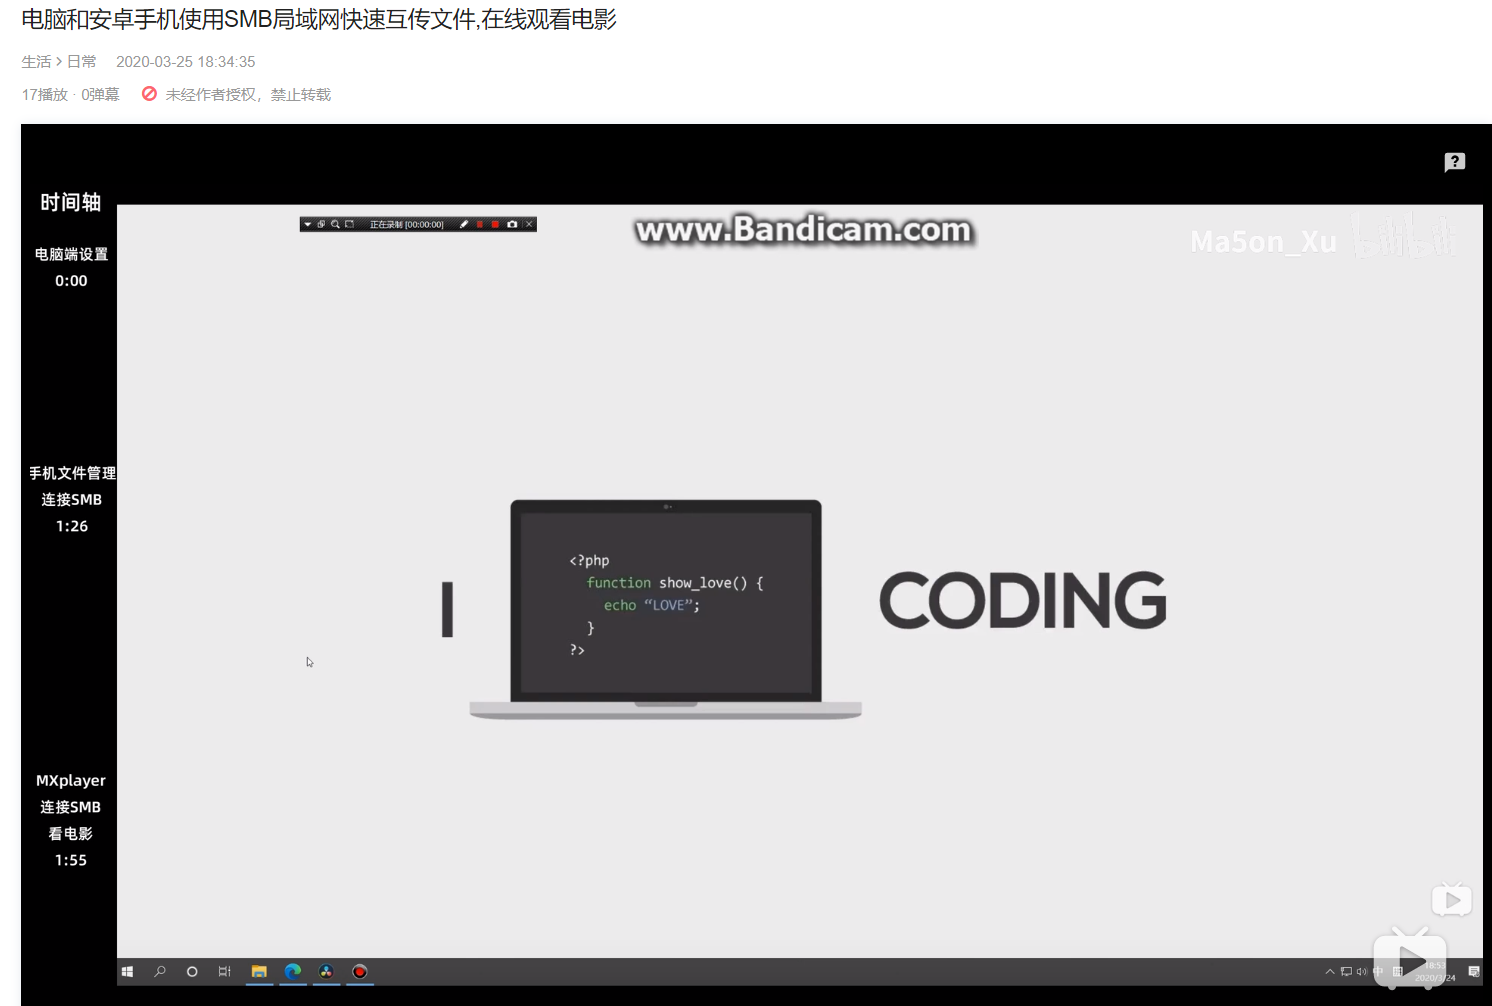 电脑和安卓手机使用SMB局域网快速互传文件,在线观看电影
生活 > 日常 2020-03-25 18:34:35
17播放 · 0弹幕 未经作者授权，禁止转载
时间轴
电脑端设置
0:00
手机文件管理
连接SMB
1:26
MXplayer
连接SMB
看电影
1:55
正在录制 [00:00:00]
www.Bandicam.com
Ma5on_Xu bilibili
I
<?php
function show_love() {
echo “LOVE”;
}
?>
CODING
中
18:53
2020/3/24